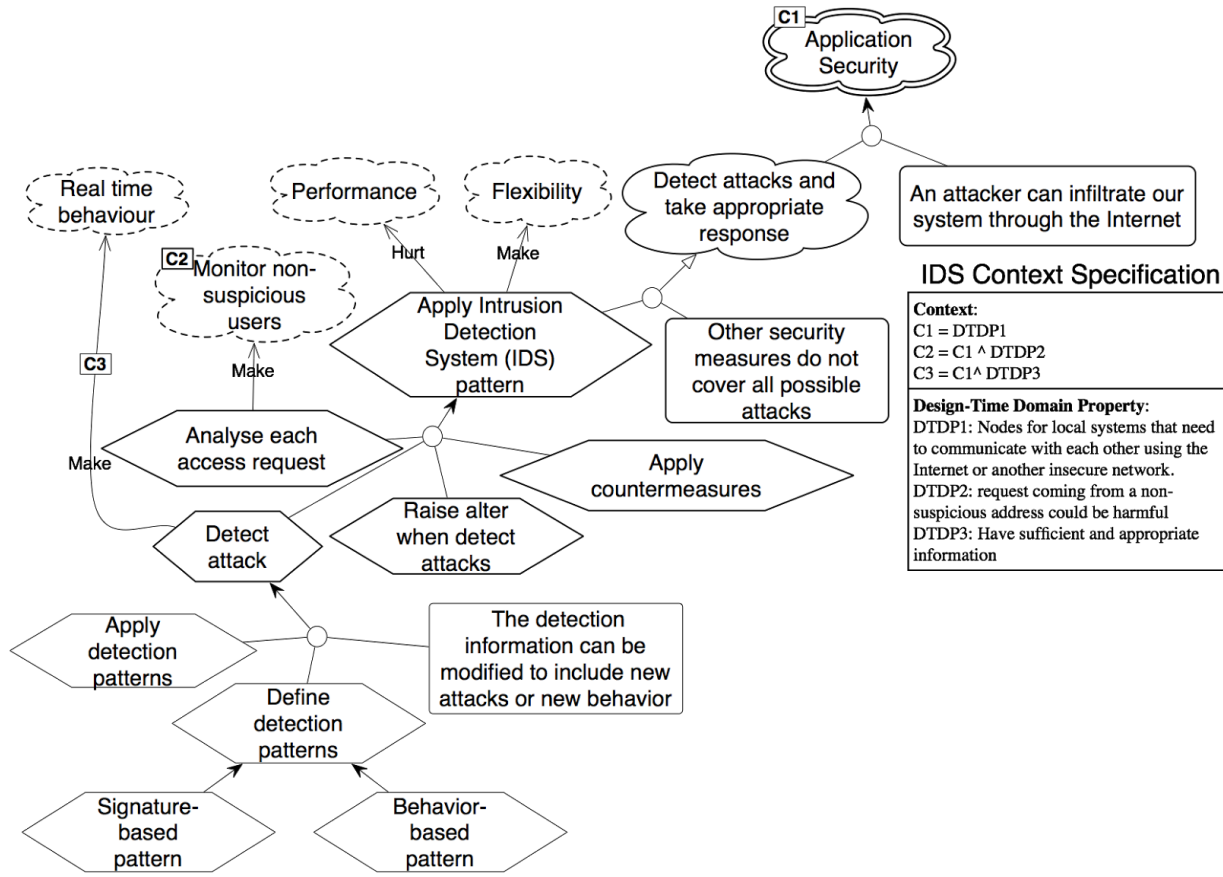 C1
Application
Security
Real time
behaviour
Performance
Flexibility
Detect attacks and
take appropriate
response
An attacker can infiltrate our
system through the Internet
Hurt
Make
C2
Monitor non-
suspicious
users
Apply Intrusion
Detection
System (IDS)
pattern
Other security
measures do not
cover all possible
attacks
IDS Context Specification
Context:
C1 = DTDP1
C2 = C1 ^ DTDP2
C3 = C1^ DTDP3
Design-Time Domain Property:
DTDP1: Nodes for local systems that need
to communicate with each other using the
Internet or another insecure network.
DTDP2: request coming from a non-
suspicious address could be harmful
DTDP3: Have sufficient and appropriate
information
C3
Make
Make
Analyse each
access request
Apply
countermeasures
Raise alter
when detect
attacks
Detect
attack
Apply
detection
patterns
The detection
information can be
modified to include new
attacks or new behavior
Define
detection
patterns
Signature-
based
pattern
Behavior-
based
pattern